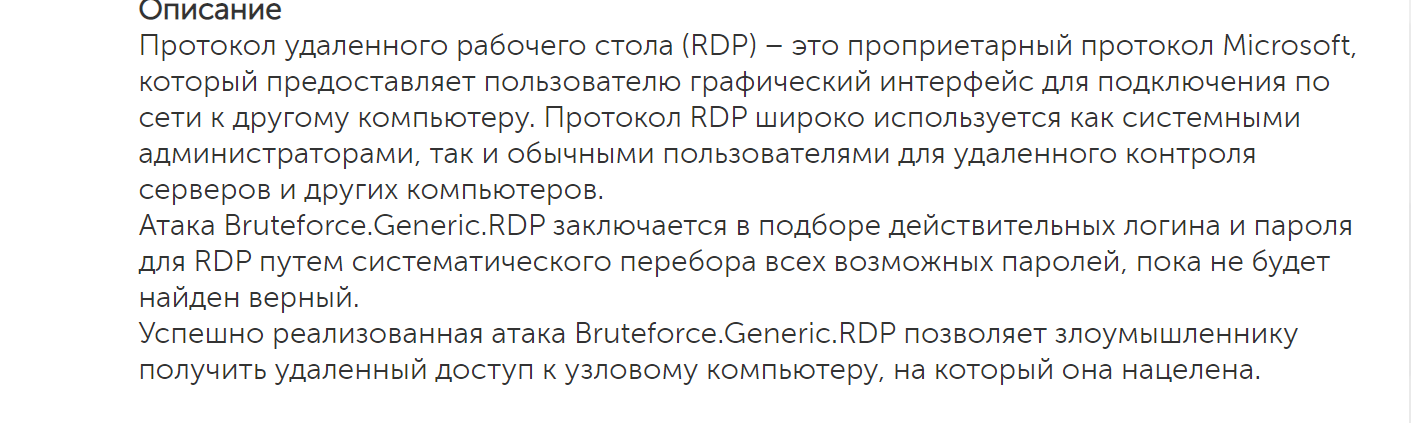 Описание
Протокол удаленного рабочего стола (RDP) – это проприетарный протокол Microsoft,
который предоставляет пользователю графический интерфейс для подключения по
сети к другому компьютеру. Протокол RDP широко используется как системными
администраторами, так и обычными пользователями для удаленного контроля
серверов и других компьютеров.
Атака Bruteforce.Generic.RDP заключается в подборе действительных логина и пароля
для RDP путем систематического перебора всех возможных паролей, пока не будет
найден верный.
Успешно реализованная атака Bruteforce.Generic.RDP позволяет злоумышленнику
получить удаленный доступ к узловому компьютеру, на который она нацелена.